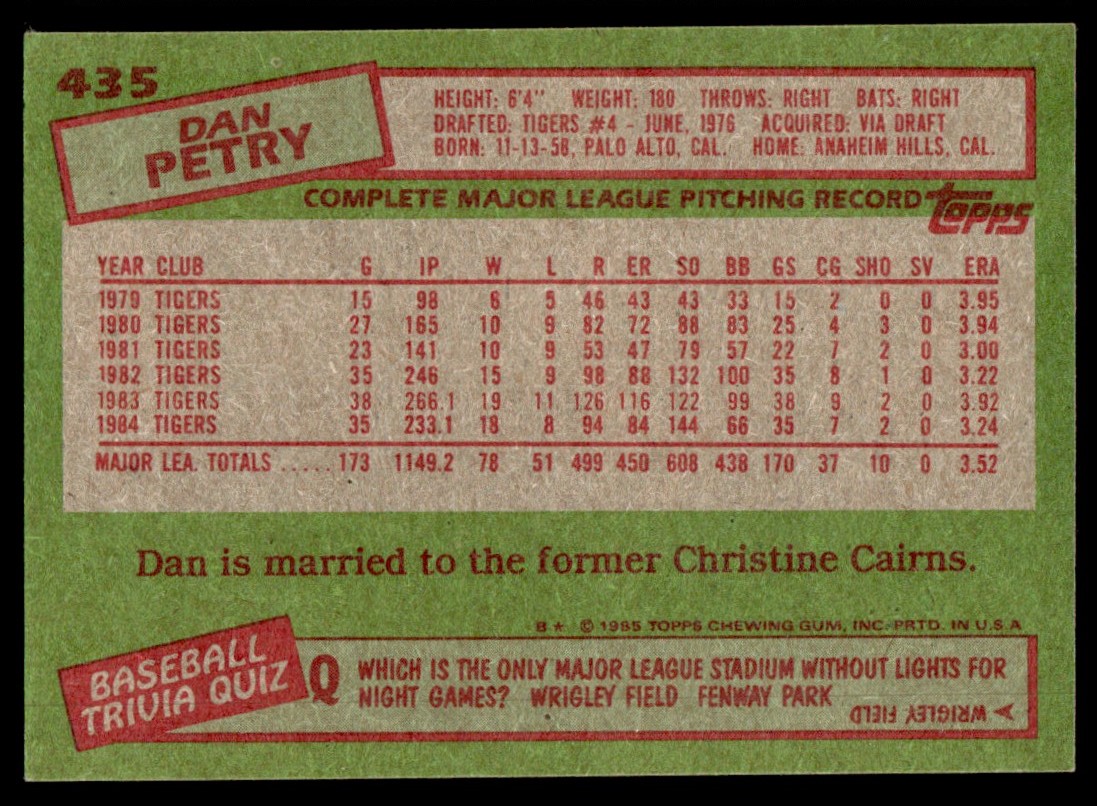 435
DAN
PETRY
HEIGHT: 6'4" WEIGHT: 180 THROWS: RIGHT BATS: RIGHT
DRAFTED: TIGERS #4 - JUNE, 1976 ACQUIRED: VIA DRAFT
BORN: 11-13-58, PALO ALTO, CAL. HOME: ANAHEIM HILLS, CAL.
COMPLETE MAJOR LEAGUE PITCHING RECORD topps
YEAR CLUB G IP W L R ER SO BB GS CG SHO SV ERA
1979 TIGERS 15 98 6 5 46 43 43 33 15 2 0 0 3.95
1980 TIGERS 27 165 10 9 82 72 88 83 25 4 3 0 3.94
1981 TIGERS 23 141 10 9 53 47 79 57 22 7 2 0 3.00
1982 TIGERS 35 246 15 9 98 88 132 100 35 8 1 0 3.22
1983 TIGERS 38 266.1 19 11 126 116 122 99 38 9 2 0 3.92
1984 TIGERS 35 233.1 18 8 94 84 144 66 35 7 2 0 3.24
MAJOR LEA. TOTALS ..... 173 1149.2 78 51 499 450 608 438 170 37 10 0 3.52
Dan is married to the former Christine Cairns.
B* © 1985 TOPPS CHEWING GUM, INC. PRTD. IN U.S.A
BASEBALL
TRIVIA QUIZ
Q WHICH IS THE ONLY MAJOR LEAGUE STADIUM WITHOUT LIGHTS FOR
NIGHT GAMES? WRIGLEY FIELD FENWAY PARK
A WRIGLEY FIELD